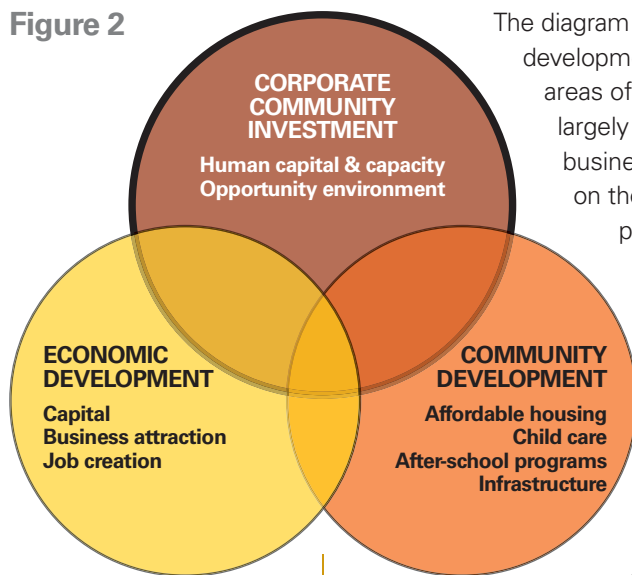 Figure 2
The diagram
developm
areas of
largely
busine
on the
p
CORPORATE
COMMUNITY
INVESTMENT
Human capital & capacity
Opportunity environment
ECONOMIC
DEVELOPMENT
Capital
Business attraction
Job creation
COMMUNITY
DEVELOPMENT
Affordable housing
Child care
After-school programs
Infrastructure